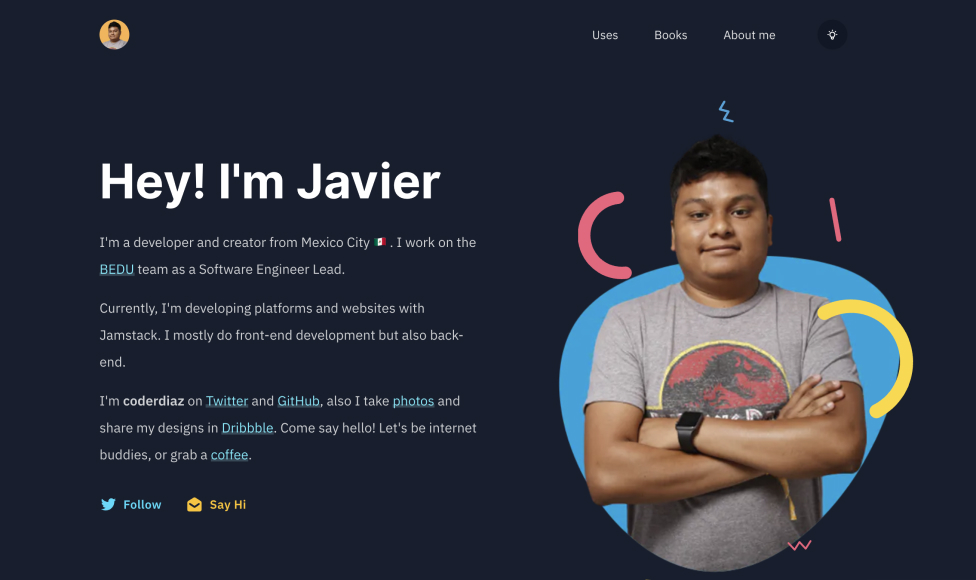 Uses Books About me
Hey! I'm Javier
I'm a developer and creator from Mexico City 🇲🇽 . I work on the
BEDU team as a Software Engineer Lead.
Currently, I'm developing platforms and websites with
Jamstack. I mostly do front-end development but also back-
end.
I'm coderdiaz on Twitter and GitHub, also I take photos and
share my designs in Dribbble. Come say hello! Let's be internet
buddies, or grab a coffee.
Follow Say Hi